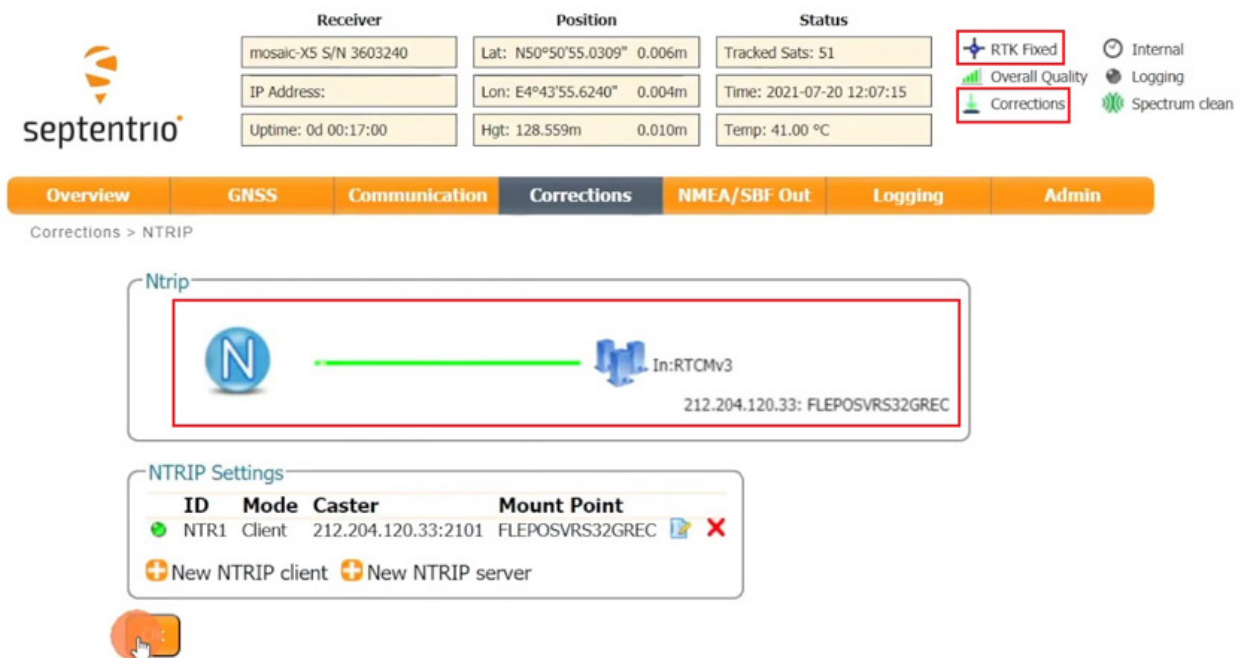 Receiver Position Status
mosaic-X5 S/N 3603240 Lat: N50°50'55.0309" 0.006m Tracked Sats: 51 RTK Fixed Internal
IP Address: Lon: E4°43'55.6240" 0.004m Time: 2021-07-20 12:07:15 Overall Quality Logging
septentrio Uptime: 0d 00:17:00 Hgt: 128.559m 0.010m Temp: 41.00 °C Corrections Spectrum clean
Overview GNSS Communication Corrections NMEA/SBF Out Logging Admin
Corrections > NTRIP
Ntrip
N In:RTCMv3
212.204.120.33: FLEPOSVRS32GREC
NTRIP Settings
ID Mode Caster Mount Point
NTR1 Client 212.204.120.33:2101 FLEPOSVRS32GREC
New NTRIP client New NTRIP server
Ok